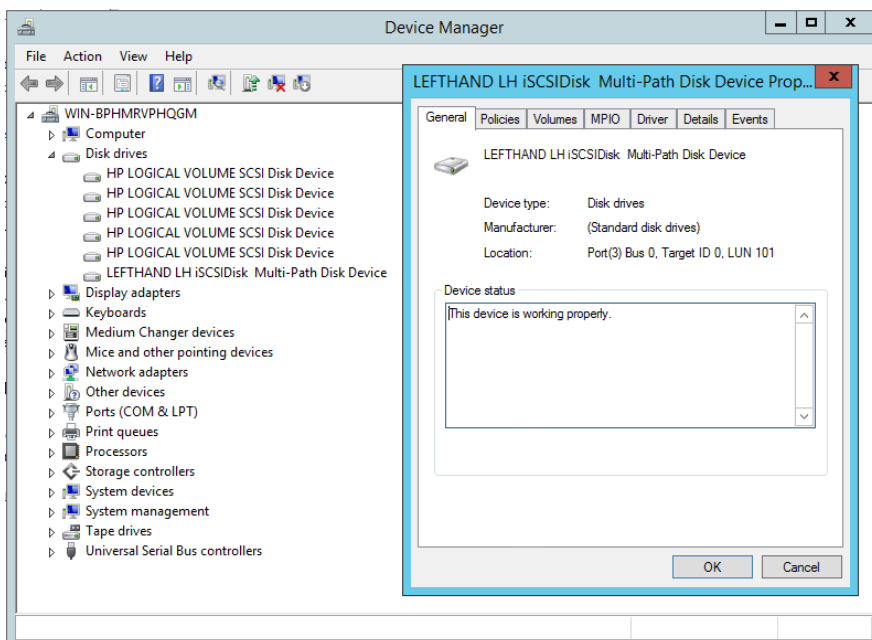 Device Manager
File Action View Help
WIN-BPHMRVPHQGM
Computer
Disk drives
HP LOGICAL VOLUME SCSI Disk Device
HP LOGICAL VOLUME SCSI Disk Device
HP LOGICAL VOLUME SCSI Disk Device
HP LOGICAL VOLUME SCSI Disk Device
HP LOGICAL VOLUME SCSI Disk Device
LEFTHAND LH iSCSIDisk Multi-Path Disk Device
Display adapters
Keyboards
Medium Changer devices
Mice and other pointing devices
Network adapters
Other devices
Ports (COM & LPT)
Print queues
Processors
Storage controllers
System devices
System management
Tape drives
Universal Serial Bus controllers
LEFTHAND LH iSCSIDisk Multi-Path Disk Device Prop...
General Policies Volumes MPIO Driver Details Events
LEFTHAND LH iSCSIDisk Multi-Path Disk Device
Device type: Disk drives
Manufacturer: (Standard disk drives)
Location: Port(3) Bus 0, Target ID 0, LUN 101
Device status
This device is working properly.
OK Cancel